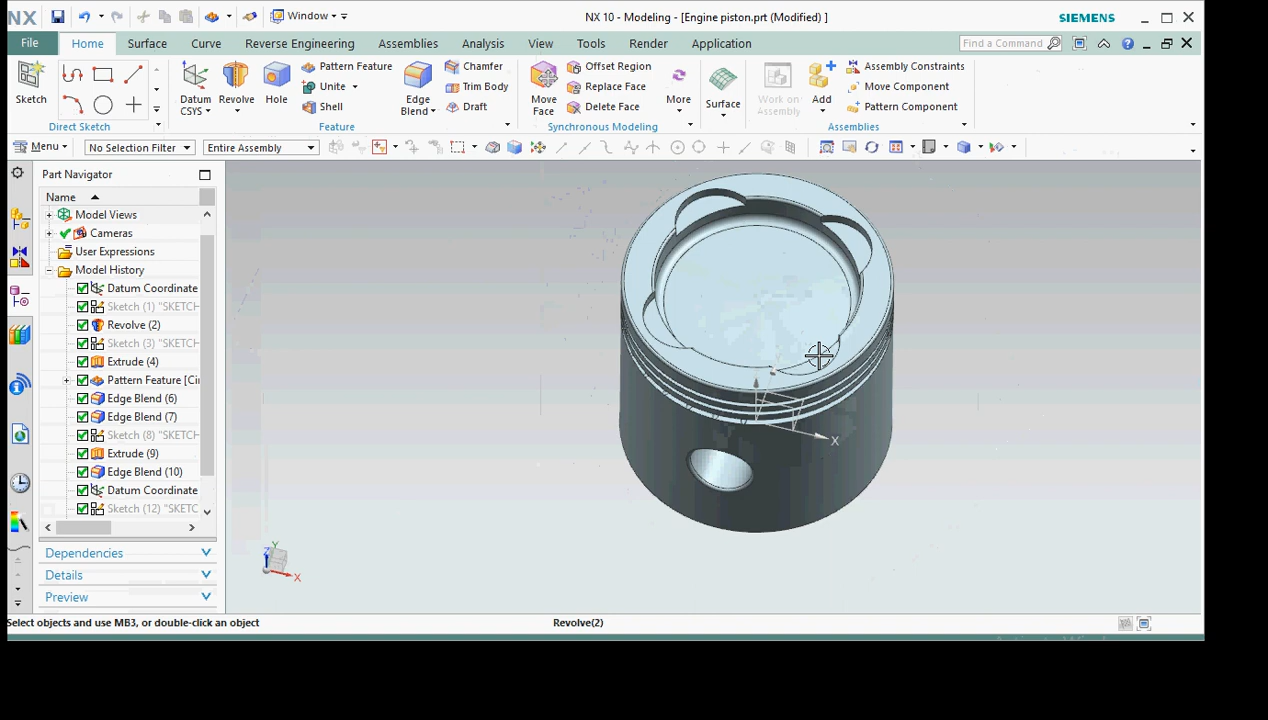 NX
Window
NX 10 - Modeling - [Engine piston.prt (Modified) ]
SIEMENS
File
Home
Surface
Curve
Reverse Engineering
Assemblies
Analysis
View
Tools
Render
Application
Find a Command
Sketch
Direct Sketch
Datum CSYS
Revolve
Hole
Pattern Feature
Unite
Shell
Edge Blend
Chamfer
Trim Body
Draft
Feature
Move Face
Offset Region
Replace Face
Delete Face
More
Synchronous Modeling
Surface
Work on Assembly
Add
Assembly Constraints
Move Component
Pattern Component
Assemblies
Menu
No Selection Filter
Entire Assembly
Part Navigator
Name
Model Views
Cameras
User Expressions
Model History
Datum Coordinate
Sketch (1) "SKETCH
Revolve (2)
Sketch (3) "SKETCH
Extrude (4)
Pattern Feature [Cir
Edge Blend (6)
Edge Blend (7)
Sketch (8) "SKETCH
Extrude (9)
Edge Blend (10)
Datum Coordinate
Sketch (12) "SKETC
Dependencies
Details
Preview
X
Z
Y
X
Select objects and use MB3, or double-click an object
Revolve(2)